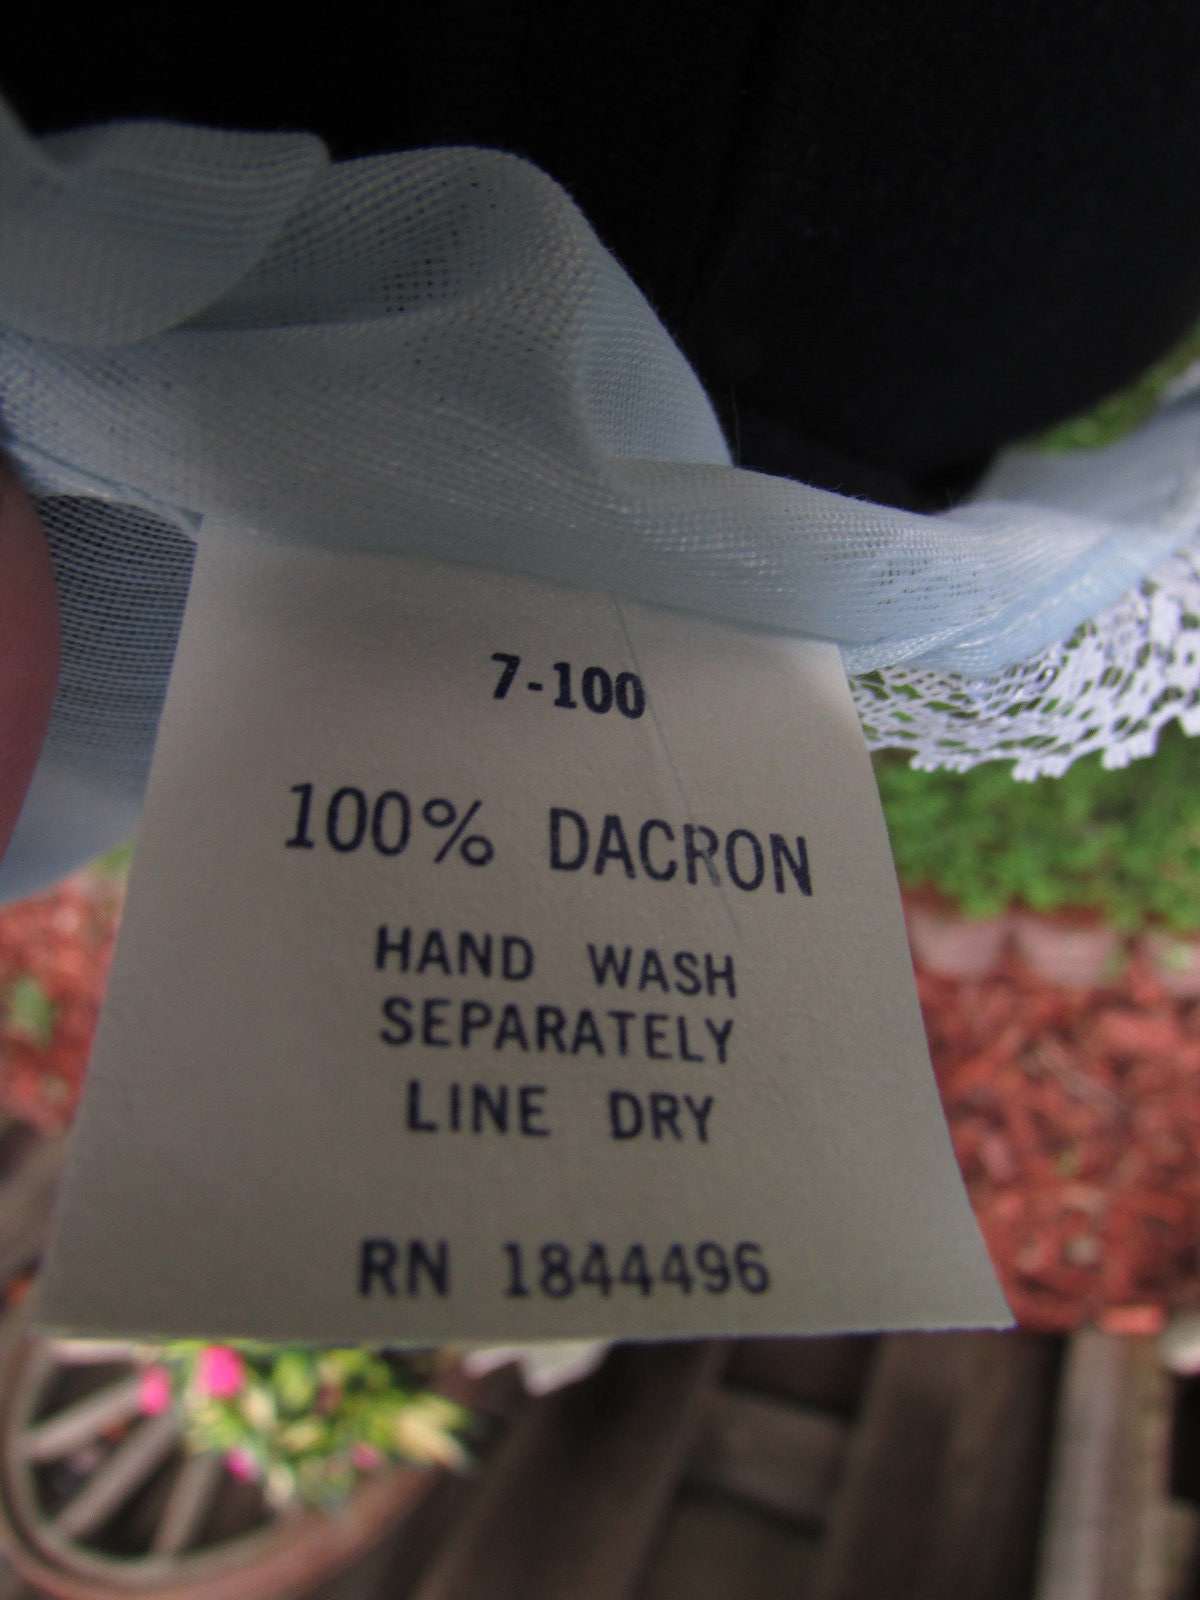 7-100
100% DACRON
HAND WASH
SEPARATELY
LINE DRY
RN 1844496